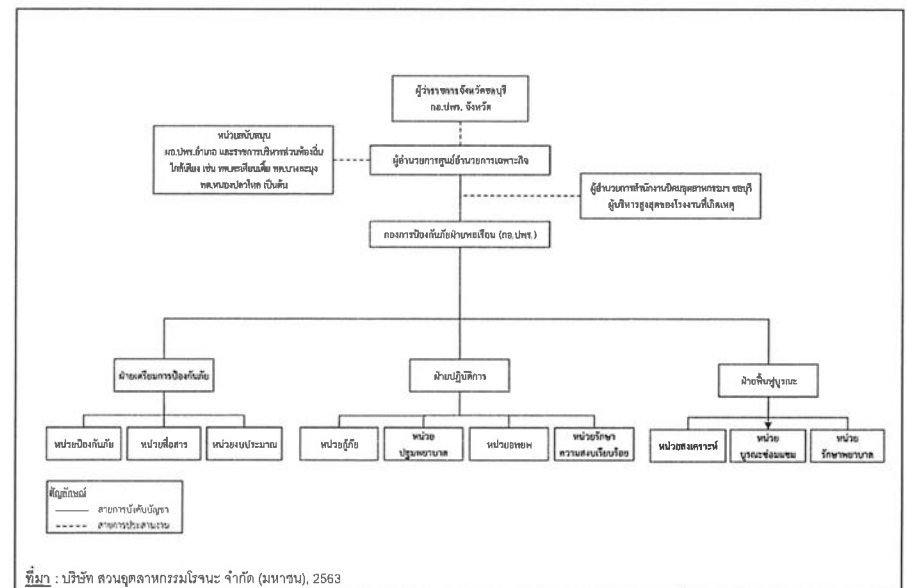 ผู้ว่าราชการจังหวัดชลบุรี
กอ.ปพร. จังหวัด
หน่วยสนับสนุน
ผอ.ปพร.อำเภอ และราชการบริหารส่วนท้องถิ่น
ใกล้เคียง เช่น ทต.ตะเคียนเตี้ย ทต.บางละมุง
ทต.หนองปลาไหล เป็นต้น
ผู้อำนวยการศูนย์อำนวยการเฉพาะกิจ
ผู้อำนวยการสำนักงานนิคมอุตสาหกรรมฯ ชลบุรี
ผู้บริหารสูงสุดของโรงงานที่เกิดเหตุ
กองการป้องกันภัยฝ่ายพลเรือน (กอ.ปพร.)
ฝ่ายเตรียมการป้องกันภัย
ฝ่ายปฏิบัติการ
ฝ่ายฟื้นฟูบูรณะ
หน่วยป้องกันภัย
หน่วยสื่อสาร
หน่วยงบประมาณ
หน่วยกู้ภัย
หน่วย
ปฐมพยาบาล
หน่วยอพยพ
หน่วยรักษา
ความสงบเรียบร้อย
หน่วยสงเคราะห์
หน่วย
บูรณะซ่อมแซม
หน่วย
รักษาพยาบาล
สัญลักษณ์
สายการบังคับบัญชา
สายการประสานงาน
ที่มา : บริษัท สวนอุตสาหกรรมโรจนะ จำกัด (มหาชน), 2563